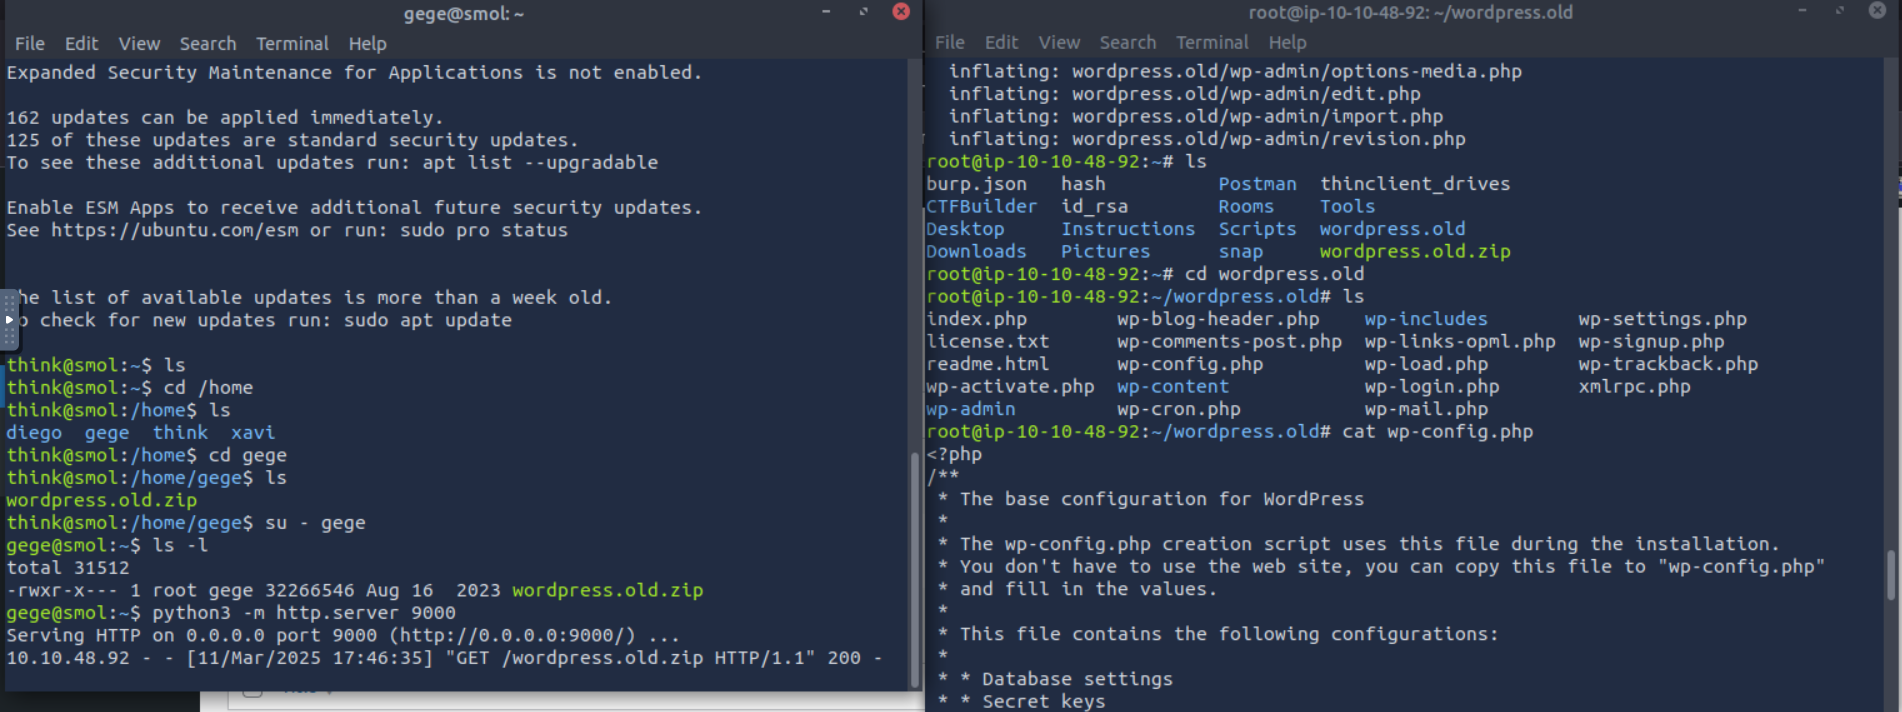 gege@smol: ~
File Edit View Search Terminal Help
Expanded Security Maintenance for Applications is not enabled.
162 updates can be applied immediately.
125 of these updates are standard security updates.
To see these additional updates run: apt list --upgradable
Enable ESM Apps to receive additional future security updates.
See https://ubuntu.com/esm or run: sudo pro status
he list of available updates is more than a week old.
o check for new updates run: sudo apt update
think@smol:~$ ls
think@smol:~$ cd /home
think@smol:/home$ ls
diego gege think xavi
think@smol:/home$ cd gege
think@smol:/home/gege$ ls
wordpress.old.zip
think@smol:/home/gege$ su - gege
gege@smol:~$ ls -l
total 31512
-rwxr-x--- 1 root gege 32266546 Aug 16 2023 wordpress.old.zip
gege@smol:~$ python3 -m http.server 9000
Serving HTTP on 0.0.0.0 port 9000 (http://0.0.0.0:9000/) ...
10.10.48.92 - - [11/Mar/2025 17:46:35] "GET /wordpress.old.zip HTTP/1.1" 200 -
root@ip-10-10-48-92: ~/wordpress.old
File Edit View Search Terminal Help
inflating: wordpress.old/wp-admin/options-media.php
inflating: wordpress.old/wp-admin/edit.php
inflating: wordpress.old/wp-admin/import.php
inflating: wordpress.old/wp-admin/revision.php
root@ip-10-10-48-92:~# ls
burp.json hash Postman thinclient_drives
CTFBuilder id_rsa Rooms Tools
Desktop Instructions Scripts wordpress.old
Downloads Pictures snap wordpress.old.zip
root@ip-10-10-48-92:~# cd wordpress.old
root@ip-10-10-48-92:~/wordpress.old# ls
index.php wp-blog-header.php wp-includes wp-settings.php
license.txt wp-comments-post.php wp-links-opml.php wp-signup.php
readme.html wp-config.php wp-load.php wp-trackback.php
wp-activate.php wp-content wp-login.php xmlrpc.php
wp-admin wp-cron.php wp-mail.php
root@ip-10-10-48-92:~/wordpress.old# cat wp-config.php
<?php
/**
* The base configuration for WordPress
*
* The wp-config.php creation script uses this file during the installation.
* You don't have to use the web site, you can copy this file to "wp-config.php"
* and fill in the values.
*
* This file contains the following configurations:
*
* * Database settings
* * Secret keys